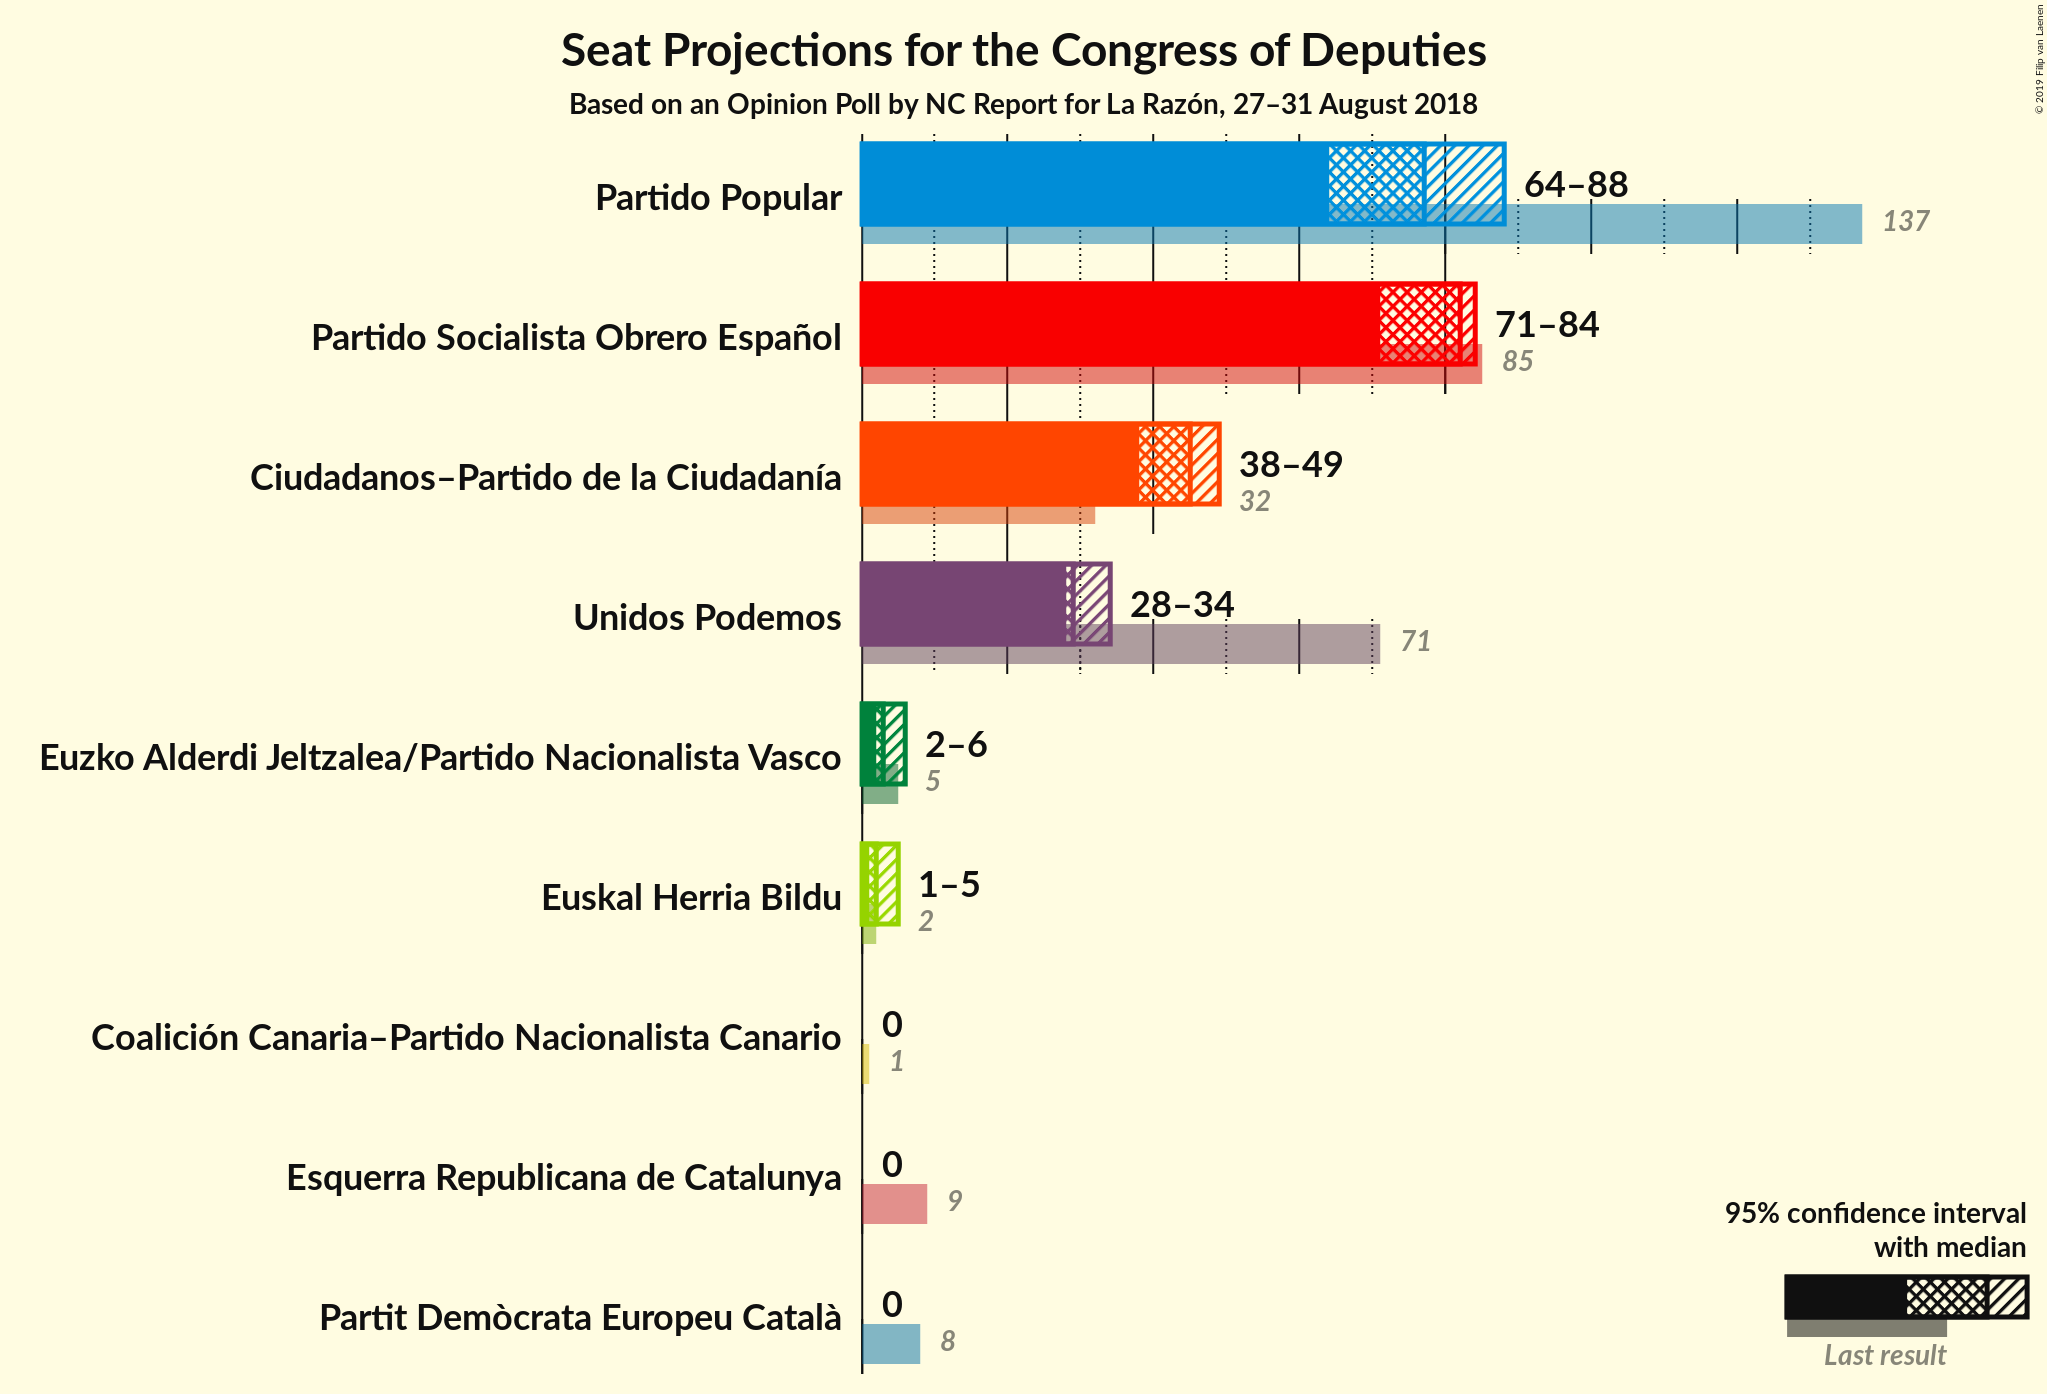 Seat Projections for the Congress of Deputies
Based on an Opinion Poll by NC Report for La Razón, 27–31 August 2018
© 2019 Filip van Laenen
Partido Popular
64–88
137
Partido Socialista Obrero Español
71–84
85
Ciudadanos–Partido de la Ciudadanía
38–49
32
Unidos Podemos
28–34
71
Euzko Alderdi Jeltzalea/Partido Nacionalista Vasco
2–6
5
Euskal Herria Bildu
1–5
2
Coalición Canaria–Partido Nacionalista Canario
0
1
Esquerra Republicana de Catalunya
0
9
Partit Demòcrata Europeu Català
0
8
95% confidence interval
with median
Last result